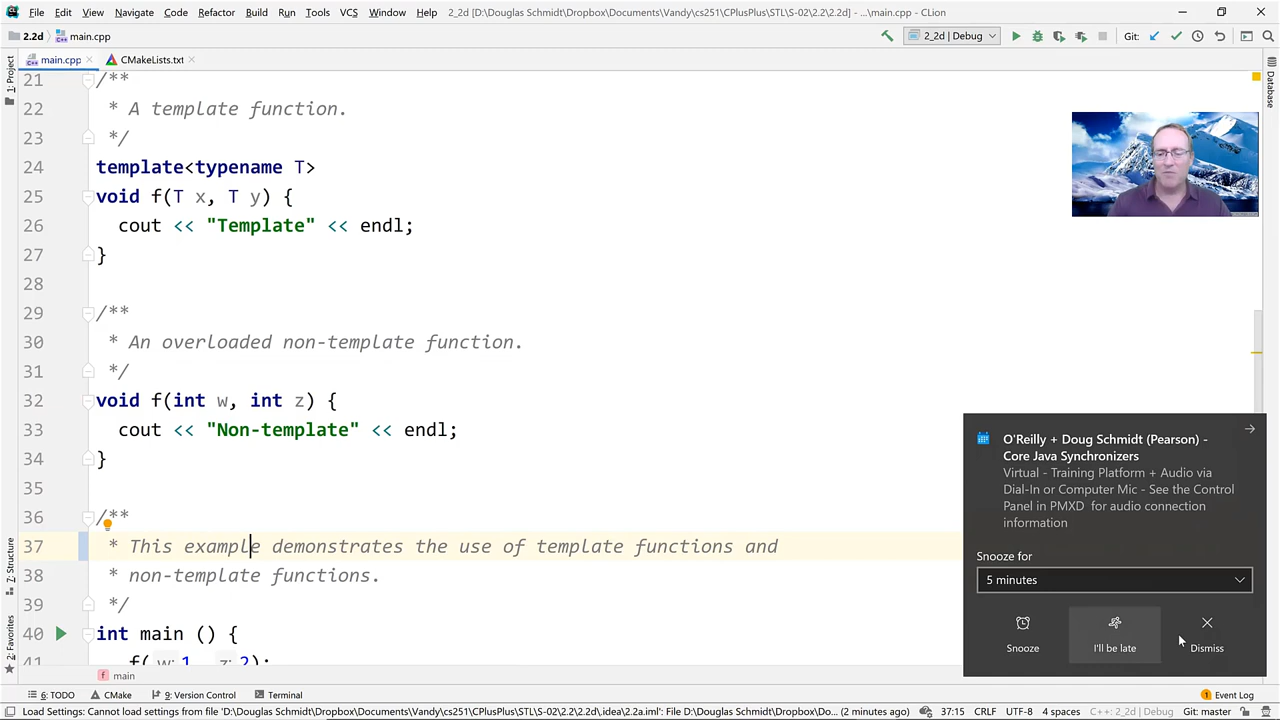 File Edit View Navigate Code Refactor Build Run Tools VCS Window Help 2_2d [D:\Douglas Schmidt\Dropbox\Documents\Vandy\cs251\CPlusPlus\STL\S-02\2.2\2.2d] - ...\main.cpp - CLion
2.2d main.cpp 2_2d | Debug Git:
main.cpp CMakeLists.txt
1: Project
Database
21 /**
22 * A template function.
23 */
24 template<typename T>
25 void f(T x, T y) {
26 cout << "Template" << endl;
27 }
28
29 /**
30 * An overloaded non-template function.
31 */
32 void f(int w, int z) {
33 cout << "Non-template" << endl;
34 }
35
36 /**
37 * This example demonstrates the use of template functions and
38 * non-template functions.
39 */
40 int main () {
41 f( w: 1, z: 2);
O'Reilly + Doug Schmidt (Pearson) -
Core Java Synchronizers
Virtual - Training Platform + Audio via
Dial-In or Computer Mic - See the Control
Panel in PMXD for audio connection
information
Snooze for
5 minutes
Snooze I'll be late Dismiss
7: Structure
2: Favorites
f main
6: TODO CMake 9: Version Control Terminal 1 Event Log
Load Settings: Cannot load settings from file 'D:\Douglas Schmidt\Dropbox\Documents\Vandy\cs251\CPlusPlus\STL\S-02\2.2\2.2d\.idea\2.2a.iml': File D:\Douglas Schmidt\Dropbox\Do... (2 minutes ago) 37:15 CRLF UTF-8 4 spaces C++: 2_2d | Debug Git: master